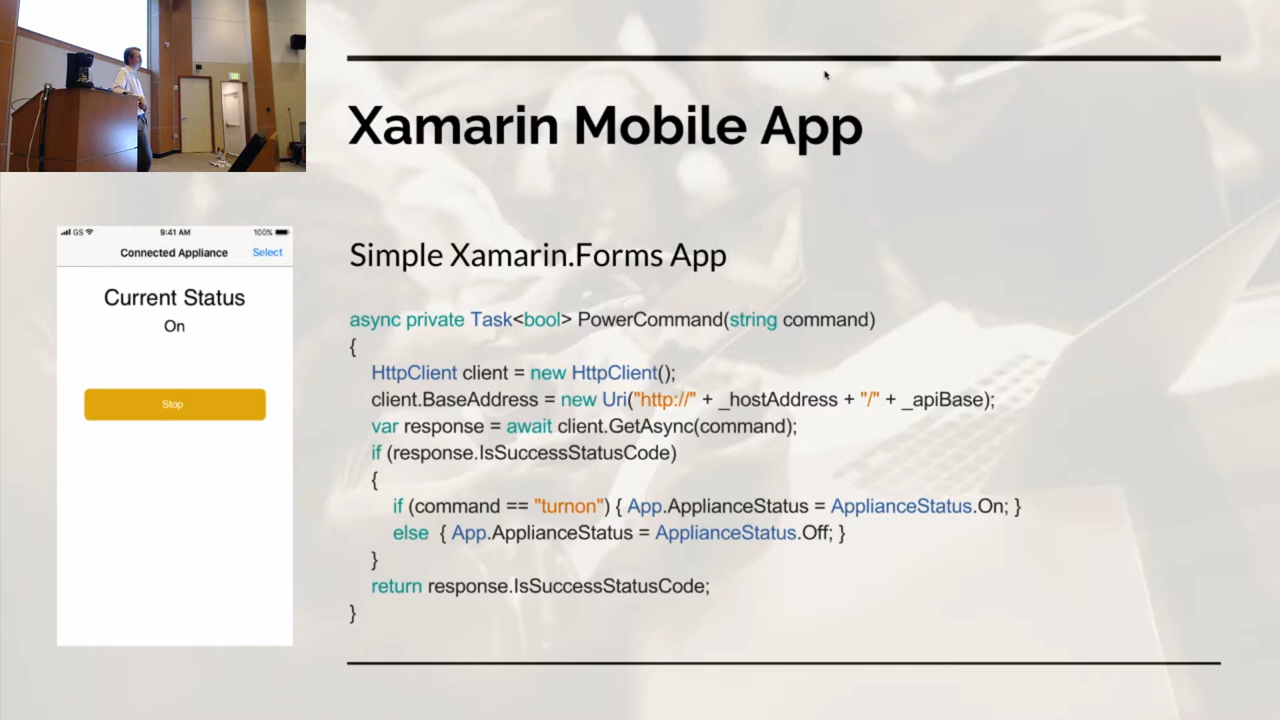 Xamarin Mobile App
GS 9:41 AM 100%
Connected Appliance Select
Current Status
On
Stop
Simple Xamarin.Forms App
async private Task<bool> PowerCommand(string command)
{
HttpClient client = new HttpClient();
client.BaseAddress = new Uri("http://" + _hostAddress + "/" + _apiBase);
var response = await client.GetAsync(command);
if (response.IsSuccessStatusCode)
{
if (command == "turnon") { App.ApplianceStatus = ApplianceStatus.On; }
else { App.ApplianceStatus = ApplianceStatus.Off; }
}
return response.IsSuccessStatusCode;
}